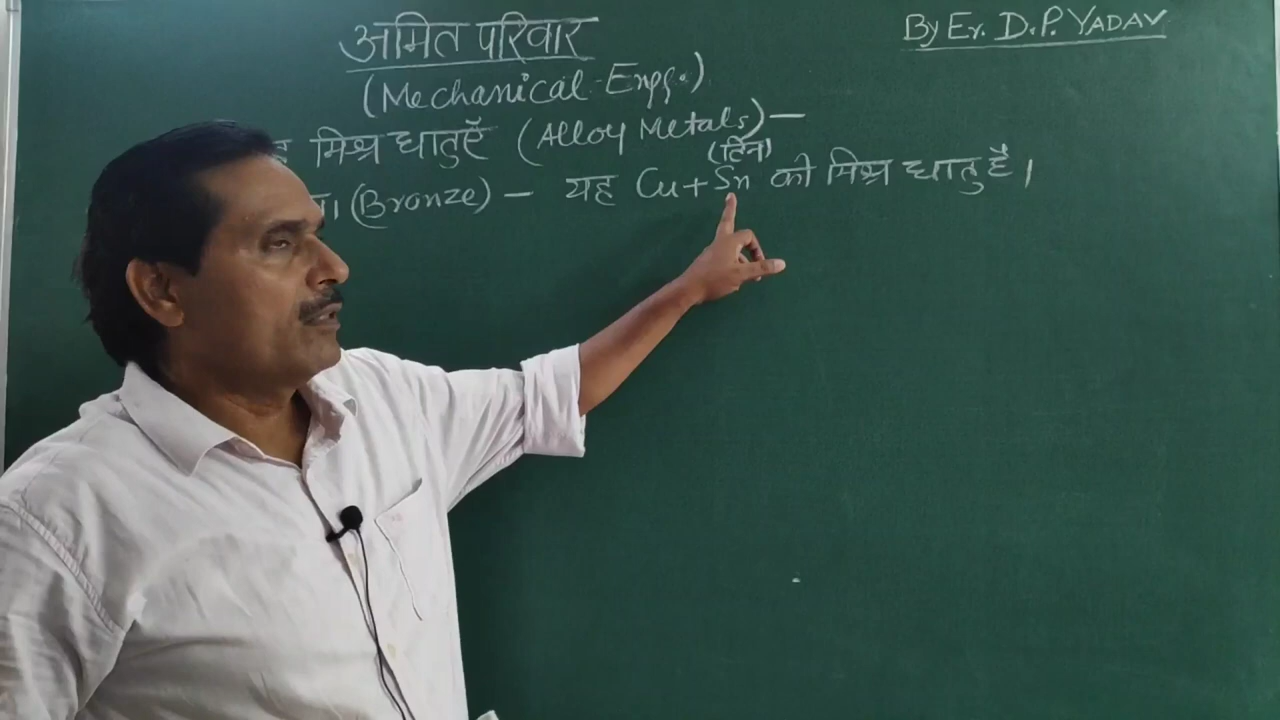 अमित परिवार
By Er. D.P. YADAV
(Mechanical Engg.)
मिश्र धातुएँ (Alloy Metals) —
(टिन)
(Bronze) — यह Cu + Sn की मिश्र धातु है।